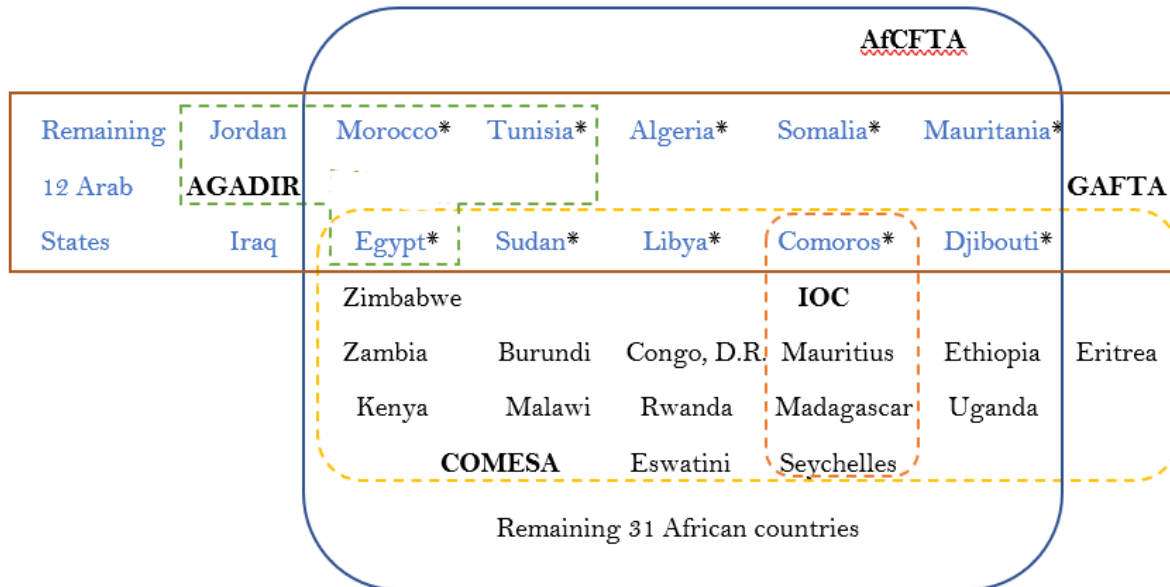 AfCFTA
Remaining Jordan Morocco* Tunisia* Algeria* Somalia* Mauritania*
12 Arab AGADIR GAFTA
States Iraq Egypt* Sudan* Libya* Comoros* Djibouti*
Zimbabwe IOC
Zambia Burundi Congo, D.R. Mauritius Ethiopia Eritrea
Kenya Malawi Rwanda Madagascar Uganda
COMESA Eswatini Seychelles
Remaining 31 African countries